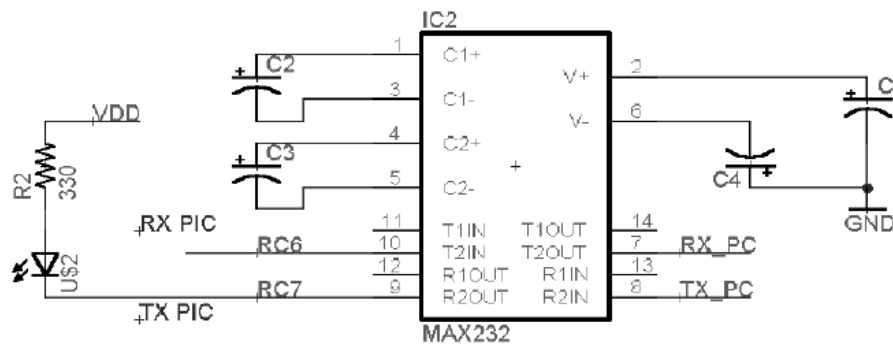 IC2
1
C1+
C2
3
C1-
V+
2
C
VDD
4
C2+
V-
6
C3
C4
5
C2-
R2
330
GND
RX PIC
11
T1IN
T1OUT
14
RC6
10
T2IN
T2OUT
7
RX_PC
12
R1OUT
R1IN
13
U$2
RC7
9
R2OUT
R2IN
8
TX_PC
TX PIC
MAX232